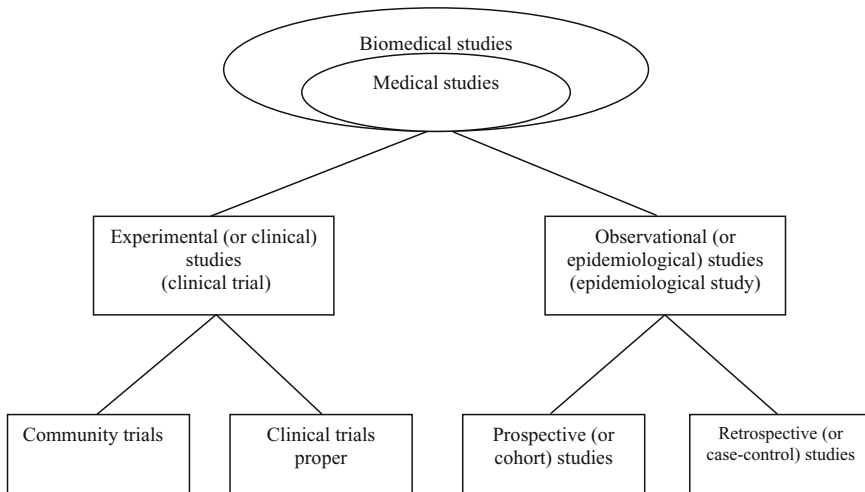 Biomedical studies
Medical studies
Experimental (or clinical)
studies
(clinical trial)
Observational (or
epidemiological) studies
(epidemiological study)
Community trials
Clinical trials
proper
Prospective (or
cohort) studies
Retrospective (or
case-control) studies